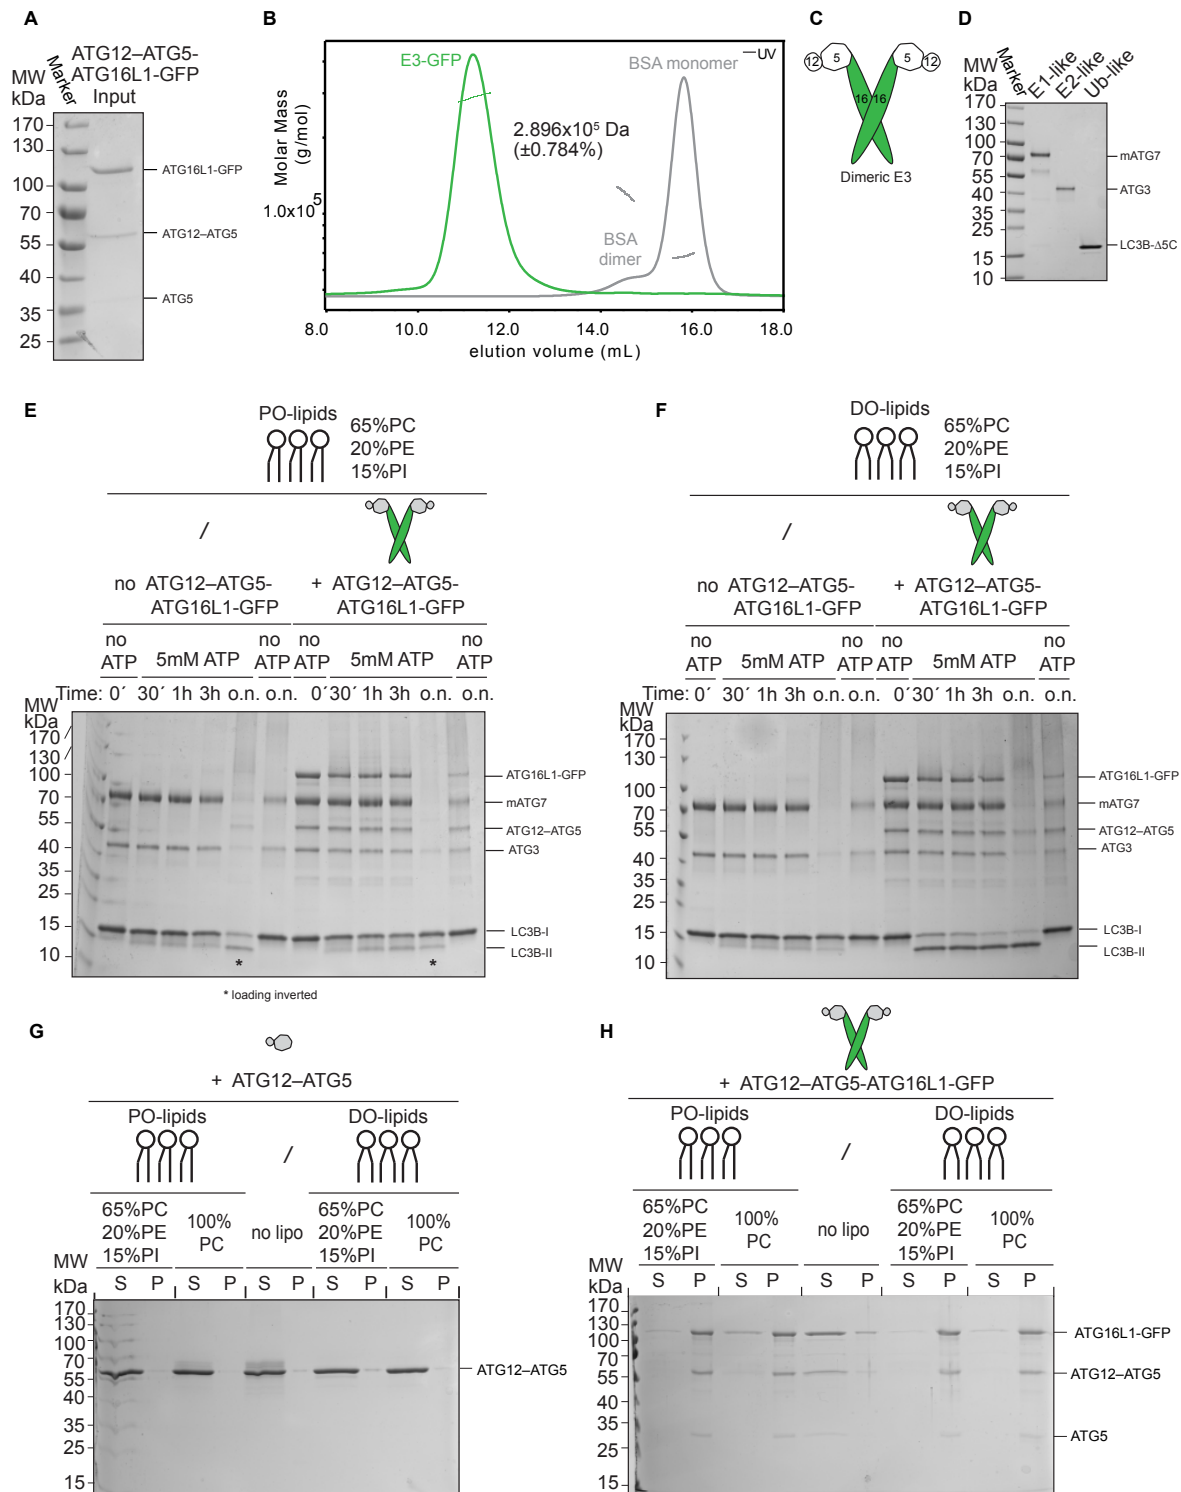 A
ATG12–ATG5-
ATG16L1-GFP
Input
MW
kDa
Marker
170
130
100
70
55
40
35
25
ATG16L1-GFP
ATG12–ATG5
ATG5
B
E3-GFP
BSA monomer
UV
2.896x10⁵ Da
(±0.784%)
BSA
dimer
Molar Mass
(g/mol)
1.0x10⁵
8.0 10.0 12.0 14.0 16.0 18.0
elution volume (mL)
C
12 5 5 12
16 16
Dimeric E3
D
MW
kDa
Marker
E1-like
E2-like
Ub-like
170
130
100
70
55
40
35
25
15
10
mATG7
ATG3
LC3B-Δ5C
E
PO-lipids
65%PC
20%PE
15%PI
/
no ATG12–ATG5-
ATG16L1-GFP
+ ATG12–ATG5-
ATG16L1-GFP
no
ATP
5mM ATP
no
ATP
no
ATP
5mM ATP
no
ATP
Time: 0´ 30´ 1h 3h o.n. o.n. 0´ 30´ 1h 3h o.n. o.n.
MW
kDa
170
130
100
70
55
40
35
25
15
10
ATG16L1-GFP
mATG7
ATG12–ATG5
ATG3
LC3B-I
LC3B-II
* *
* loading inverted
F
DO-lipids
65%PC
20%PE
15%PI
/
no ATG12–ATG5-
ATG16L1-GFP
+ ATG12–ATG5-
ATG16L1-GFP
no
ATP
5mM ATP
no
ATP
no
ATP
5mM ATP
no
ATP
Time: 0´ 30´ 1h 3h o.n. o.n. 0´ 30´ 1h 3h o.n. o.n.
MW
kDa
170
130
100
70
55
40
35
25
15
10
ATG16L1-GFP
mATG7
ATG12–ATG5
ATG3
LC3B-I
LC3B-II
G
+ ATG12–ATG5
PO-lipids
/
DO-lipids
65%PC
20%PE
15%PI
100%
PC
no lipo
65%PC
20%PE
15%PI
100%
PC
MW
kDa
S P S P S P S P S P
170
130
100
70
55
40
35
25
15
ATG12–ATG5
H
+ ATG12–ATG5-ATG16L1-GFP
PO-lipids
/
DO-lipids
65%PC
20%PE
15%PI
100%
PC
no lipo
65%PC
20%PE
15%PI
100%
PC
MW
kDa
S P S P S P S P S P
170
130
100
70
55
40
35
25
15
ATG16L1-GFP
ATG12–ATG5
ATG5